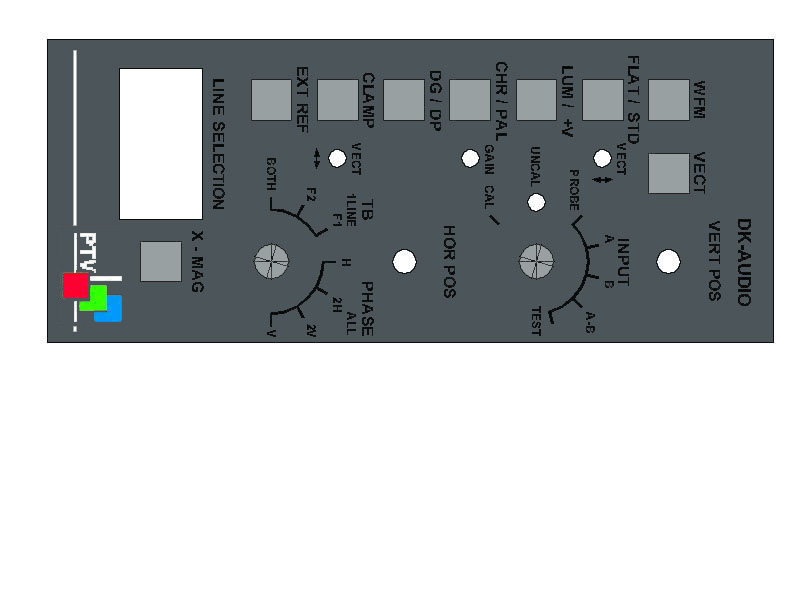 DK-AUDIO
VERT POS
WFM
VECT
FLAT / STD
VECT
INPUT
PROBE
A
B
A-B
TEST
LUM / +V
UNCAL
CHR / PAL
GAIN
CAL
HOR POS
DG / DP
CLAMP
VECT
TB
1LINE
F1
F2
BOTH
PHASE
H
2H
ALL
2V
V
EXT REF
LINE SELECTION
X - MAG
PTV